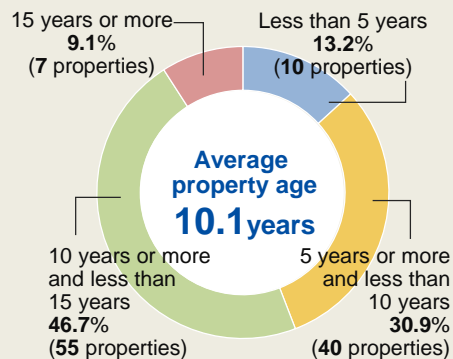 15 years or more
9.1%
(7 properties)
Less than 5 years
13.2%
(10 properties)
Average
property age
10.1 years
10 years or more
and less than
15 years
46.7%
(55 properties)
5 years or more
and less than
10 years
30.9%
(40 properties)